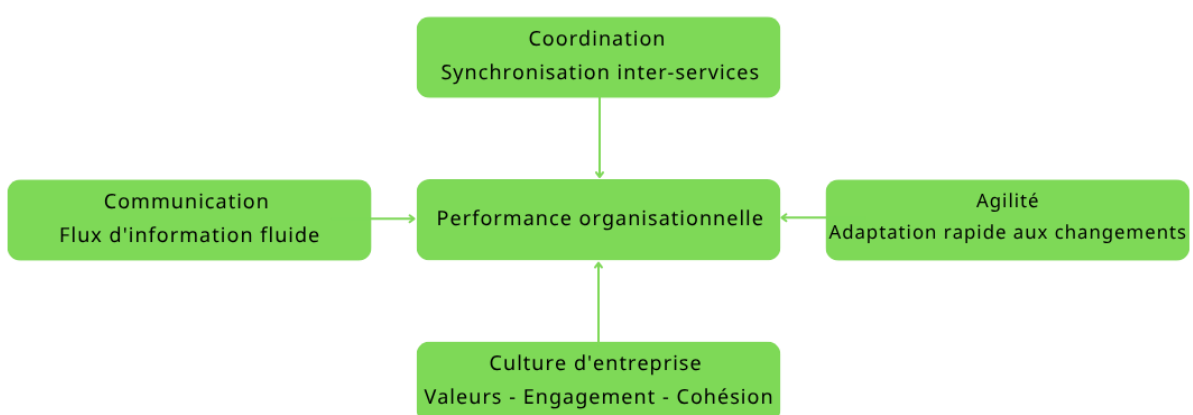 Coordination
Synchronisation inter-services
Communication
Flux d'information fluide
Performance organisationnelle
Agilité
Adaptation rapide aux changements
Culture d'entreprise
Valeurs - Engagement - Cohésion